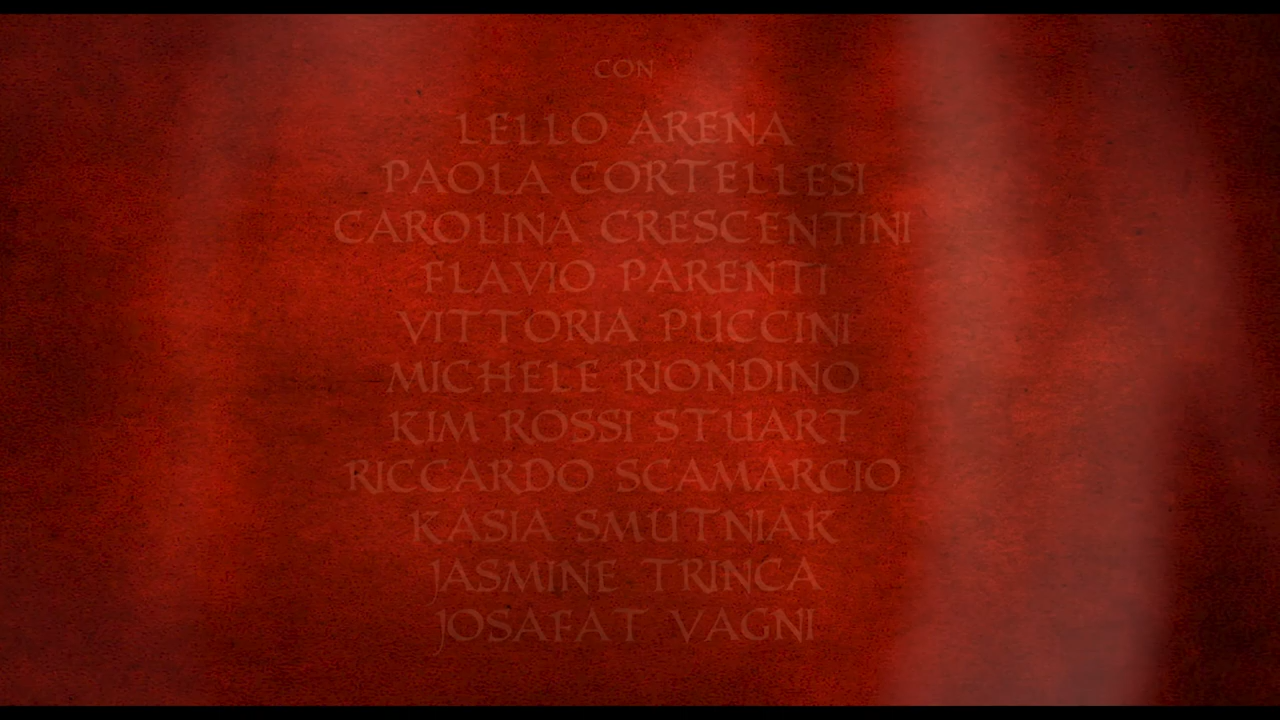 CON
LELLO ARENA
PAOLA CORTELLESI
CAROLINA CRESCENTINI
FLAVIO PARENTI
VITTORIA PUCCINI
MICHELE RIONDINO
KIM ROSSI STUART
RICCARDO SCAMARCIO
KASIA SMUTNIAK
JASMINE TRINCA
JOSAFAT VAGNI